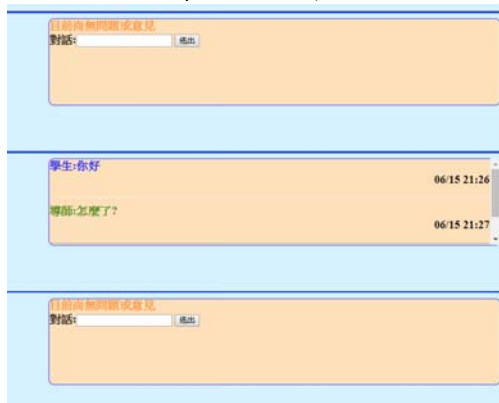 目前尚無問題或意見
對話: 送出
學生:你好
06/15 21:26
導師:怎麼了?
06/15 21:27
目前尚無問題或意見
對話: 送出